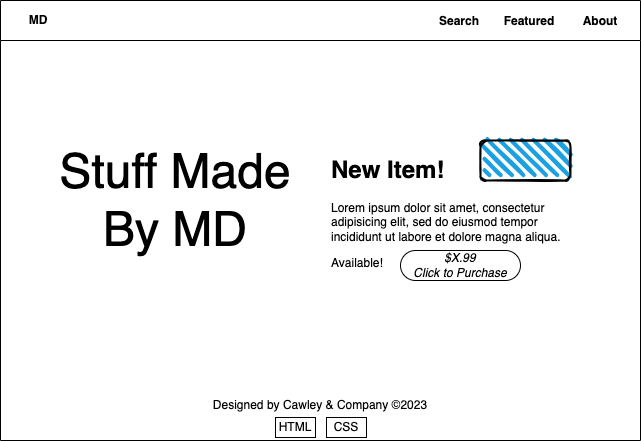 MD
Search Featured About
Stuff Made
By MD
New Item!
Lorem ipsum dolor sit amet, consectetur
adipisicing elit, sed do eiusmod tempor
incididunt ut labore et dolore magna aliqua.
Available!
$X.99
Click to Purchase
Designed by Cawley & Company ©2023
HTML CSS